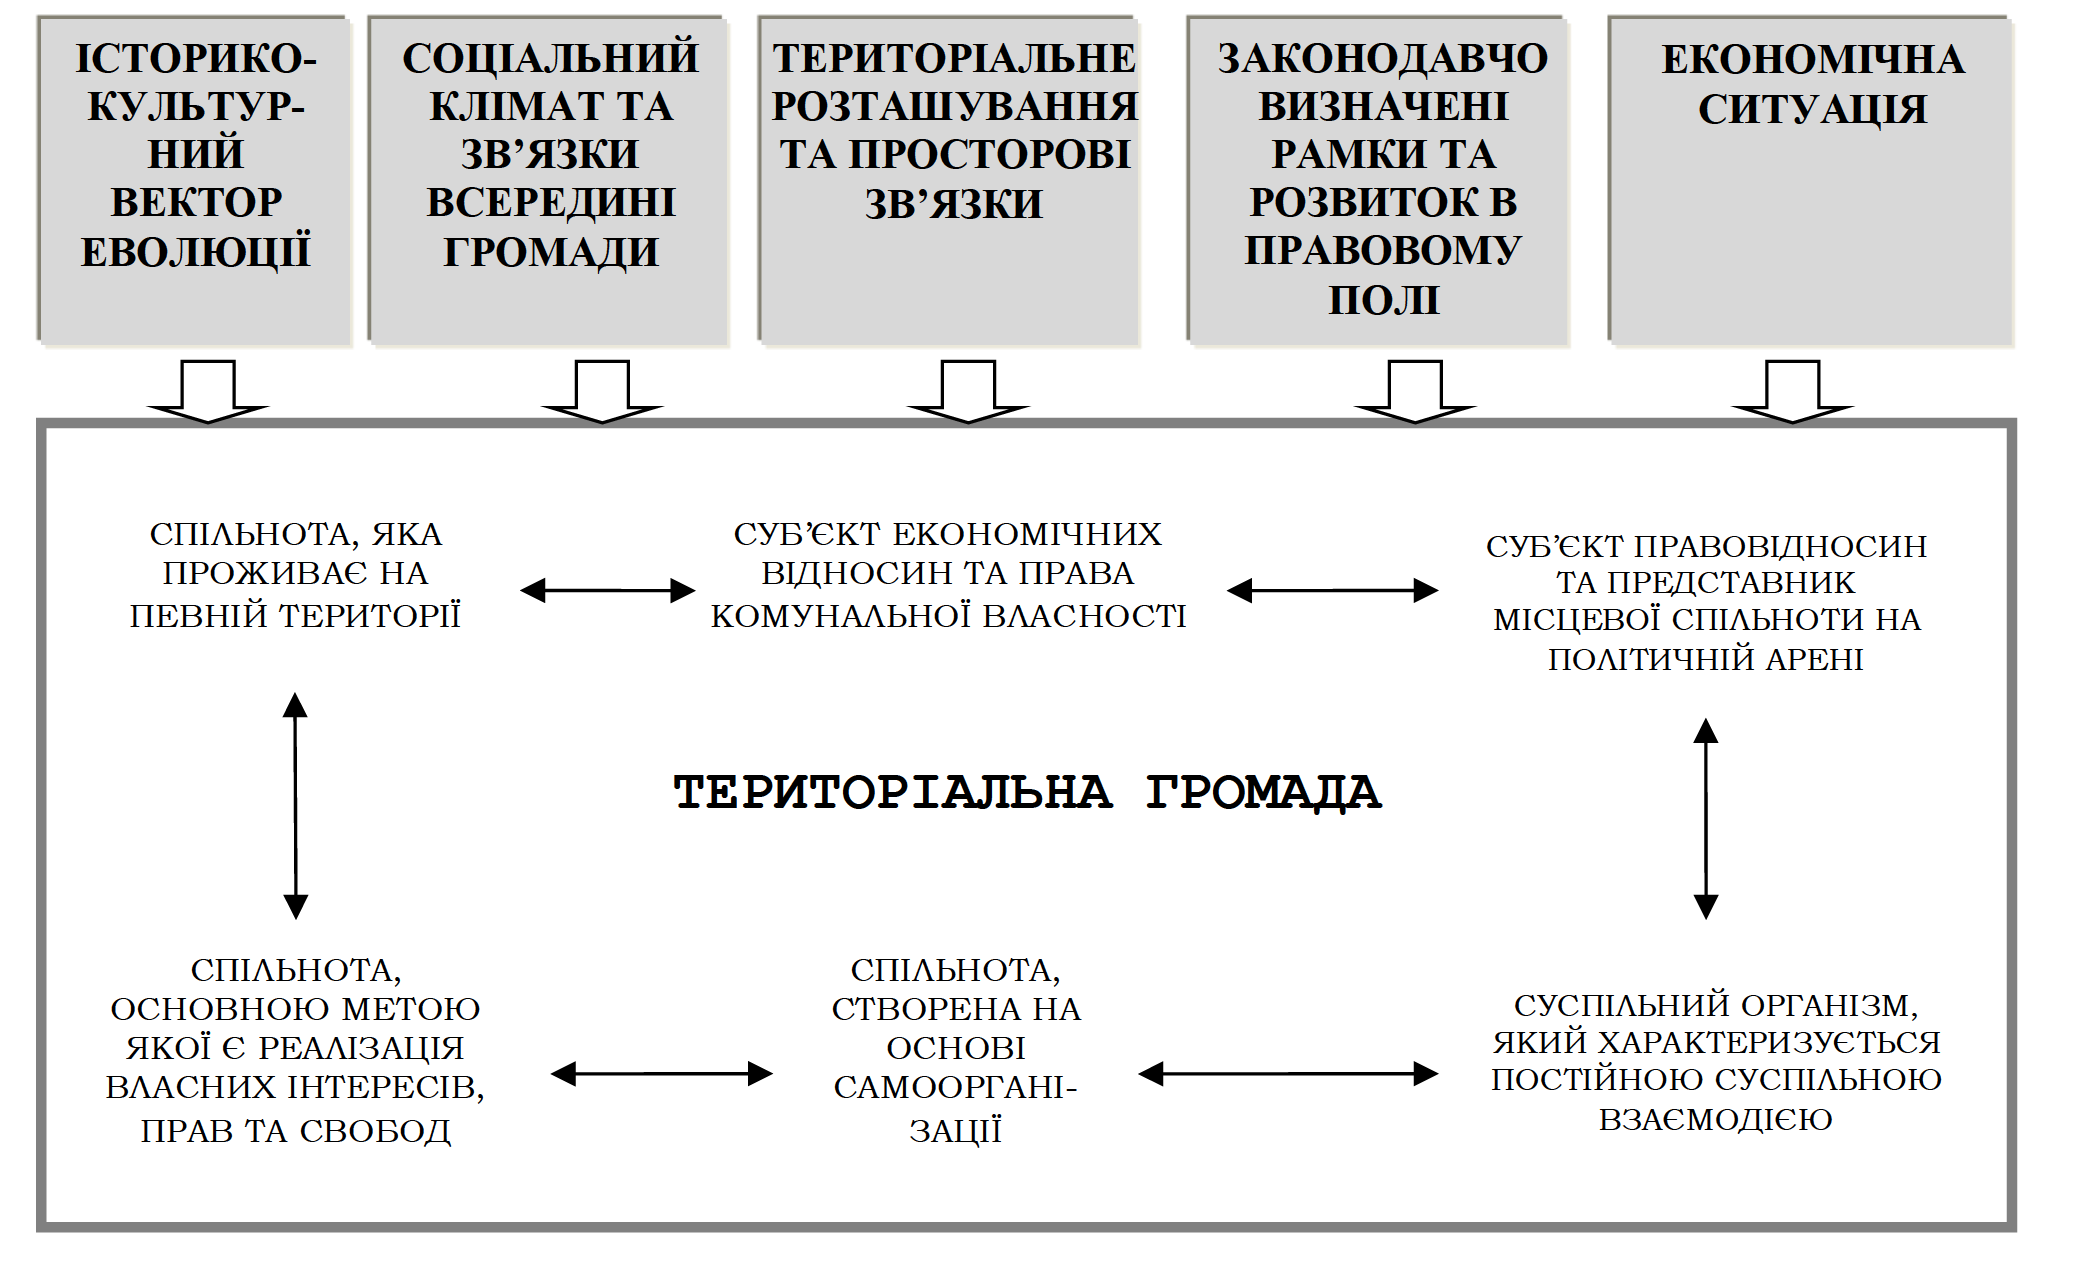 ІСТОРИКО-
КУЛЬТУР-
НИЙ
ВЕКТОР
ЕВОЛЮЦІЇ
СОЦІАЛЬНИЙ
КЛІМАТ ТА
ЗВ’ЯЗКИ
ВСЕРЕДИНІ
ГРОМАДИ
ТЕРИТОРІАЛЬНЕ
РОЗТАШУВАННЯ
ТА ПРОСТОРОВІ
ЗВ’ЯЗКИ
ЗАКОНОДАВЧО
ВИЗНАЧЕНІ
РАМКИ ТА
РОЗВИТОК В
ПРАВОВОМУ
ПОЛІ
ЕКОНОМІЧНА
СИТУАЦІЯ
СПІЛЬНОТА, ЯКА
ПРОЖИВАЄ НА
ПЕВНІЙ ТЕРИТОРІЇ
СУБ’ЄКТ ЕКОНОМІЧНИХ
ВІДНОСИН ТА ПРАВА
КОМУНАЛЬНОЇ ВЛАСНОСТІ
СУБ’ЄКТ ПРАВОВІДНОСИН
ТА ПРЕДСТАВНИК
МІСЦЕВОЇ СПІЛЬНОТИ НА
ПОЛІТИЧНІЙ АРЕНІ
ТЕРИТОРІАЛЬНА ГРОМАДА
СПІЛЬНОТА,
ОСНОВНОЮ МЕТОЮ
ЯКОЇ Є РЕАЛІЗАЦІЯ
ВЛАСНИХ ІНТЕРЕСІВ,
ПРАВ ТА СВОБОД
СПІЛЬНОТА,
СТВОРЕНА НА
ОСНОВІ
САМООРГАНІ-
ЗАЦІЇ
СУСПІЛЬНИЙ ОРГАНІЗМ,
ЯКИЙ ХАРАКТЕРИЗУЄТЬСЯ
ПОСТІЙНОЮ СУСПІЛЬНОЮ
ВЗАЄМОДІЄЮ